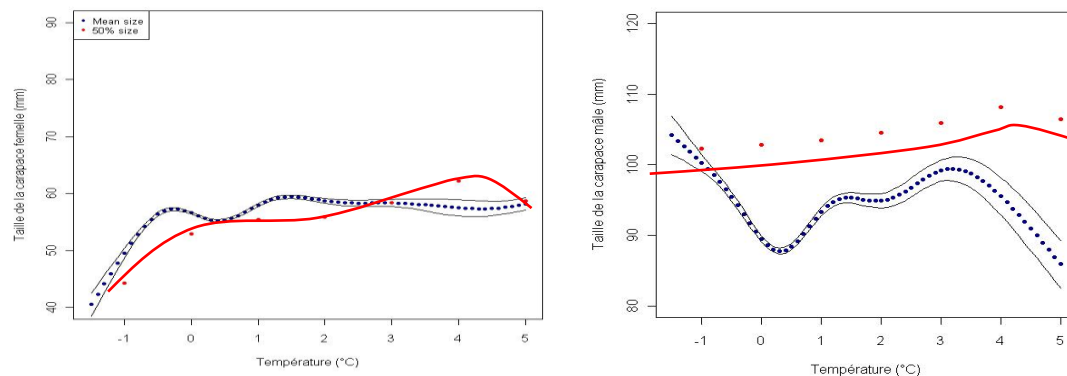 Mean size
50% size
90
80
70
60
50
40
Taille de la carapace femelle (mm)
-1 0 1 2 3 4 5
Température (°C)
120
110
100
90
80
Taille de la carapace mâle (mm)
-1 0 1 2 3 4 5
Température (°C)